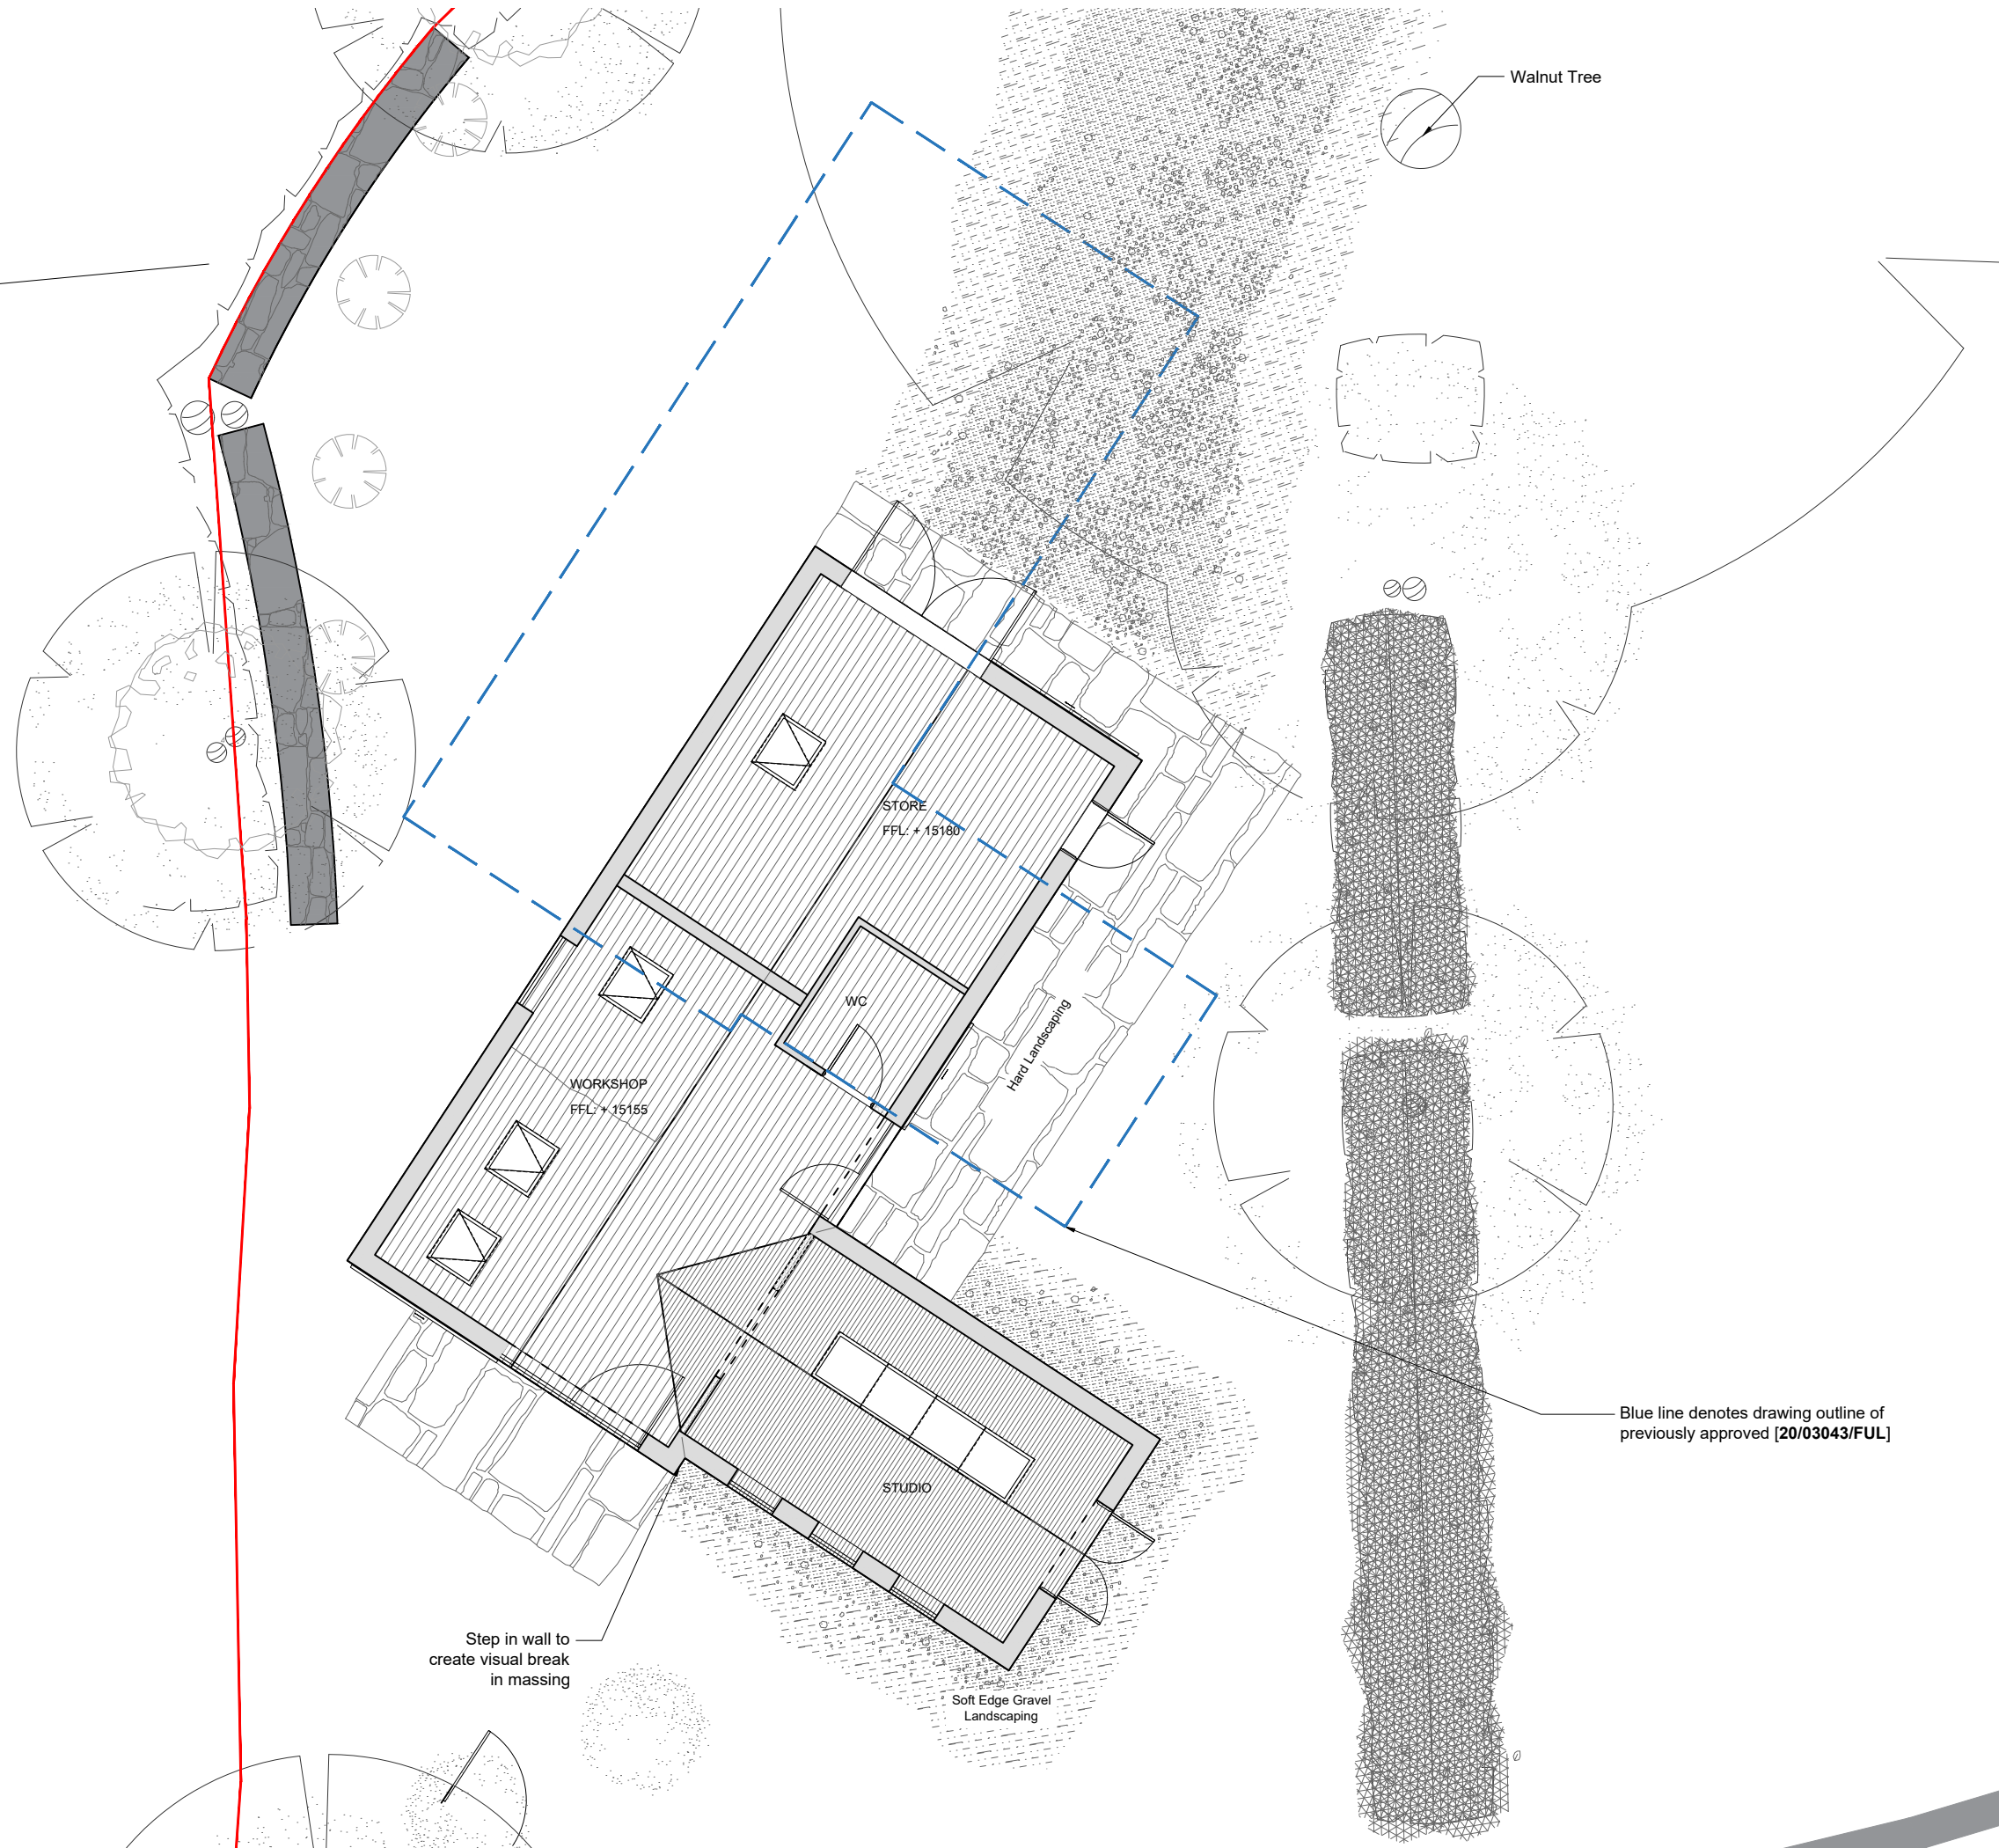 Walnut Tree
STORE
FFL: + 15180
WC
Hard Landscaping
WORKSHOP
FFL: + 15155
Blue line denotes drawing outline of
previously approved [20/03043/FUL]
STUDIO
Step in wall to
create visual break
in massing
Soft Edge Gravel
Landscaping